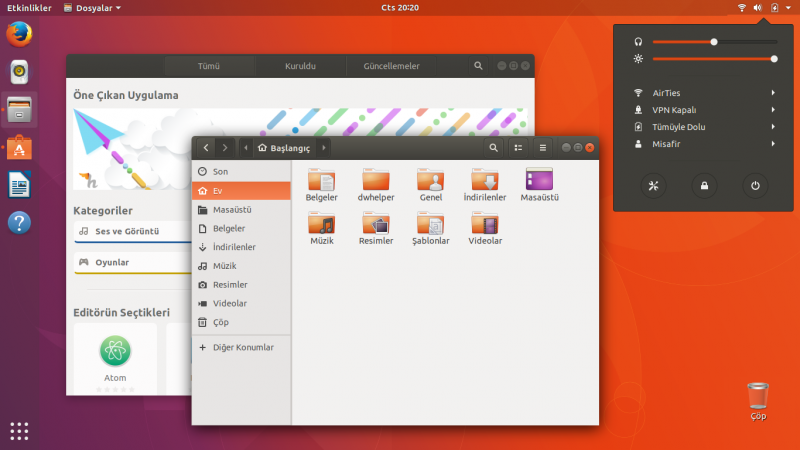 Etkinlikler
Dosyalar
Cts 20:20
Tümü
Kuruldu
Güncellemeler
Öne Çıkan Uygulama
Kategoriler
Ses ve Görüntü
Oyunlar
Editörün Seçtikleri
Atom
Başlangıç
Son
Ev
Masaüstü
Belgeler
İndirilenler
Müzik
Resimler
Videolar
Çöp
Diğer Konumlar
Belgeler
dwhelper
Genel
İndirilenler
Masaüstü
Müzik
Resimler
Şablonlar
Videolar
AirTies
VPN Kapalı
Tümüyle Dolu
Misafir
Çöp